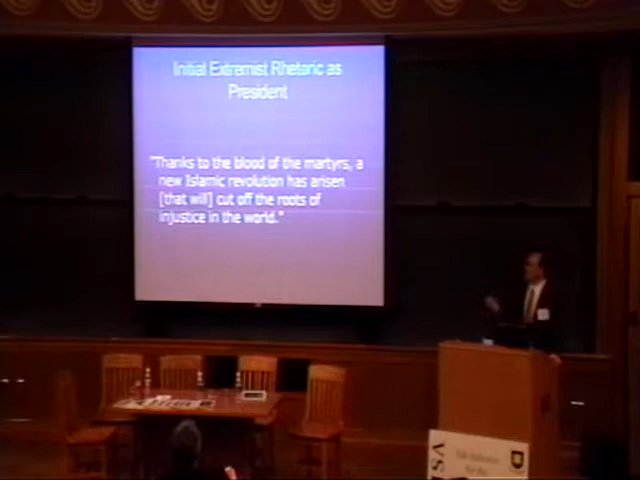 Initial Extremist Rhetoric as
President
"Thanks to the blood of the martyrs, a
new Islamic revolution has arisen
[that will] cut off the roots of
injustice in the world."